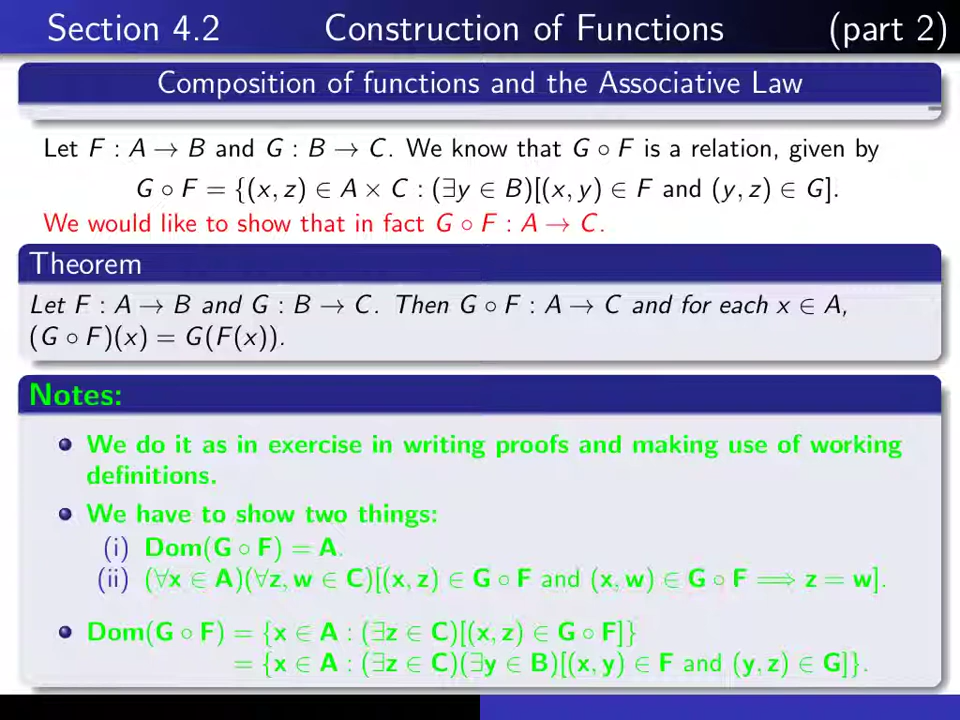 Section 4.2 Construction of Functions (part 2)
Composition of functions and the Associative Law
Let F : A → B and G : B → C. We know that G ∘ F is a relation, given by
G ∘ F = {(x, z) ∈ A × C : (∃y ∈ B)[(x, y) ∈ F and (y, z) ∈ G].
We would like to show that in fact G ∘ F : A → C.
Theorem
Let F : A → B and G : B → C. Then G ∘ F : A → C and for each x ∈ A,
(G ∘ F)(x) = G(F(x)).
Notes:
We do it as in exercise in writing proofs and making use of working
definitions.
We have to show two things:
(i) Dom(G ∘ F) = A.
(ii) (∀x ∈ A)(∀z, w ∈ C)[(x, z) ∈ G ∘ F and (x, w) ∈ G ∘ F ⟹ z = w].
Dom(G ∘ F) = {x ∈ A : (∃z ∈ C)[(x, z) ∈ G ∘ F]}
= {x ∈ A : (∃z ∈ C)(∃y ∈ B)[(x, y) ∈ F and (y, z) ∈ G]}.